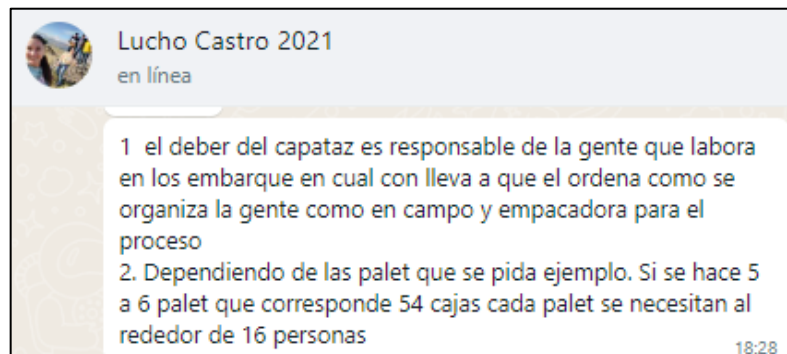 Lucho Castro 2021
en línea
1 el deber del capataz es responsable de la gente que labora
en los embarque en cual con lleva a que el ordena como se
organiza la gente como en campo y empacadora para el
proceso
2. Dependiendo de las palet que se pida ejemplo. Si se hace 5
a 6 palet que corresponde 54 cajas cada palet se necesitan al
rededor de 16 personas
18:28